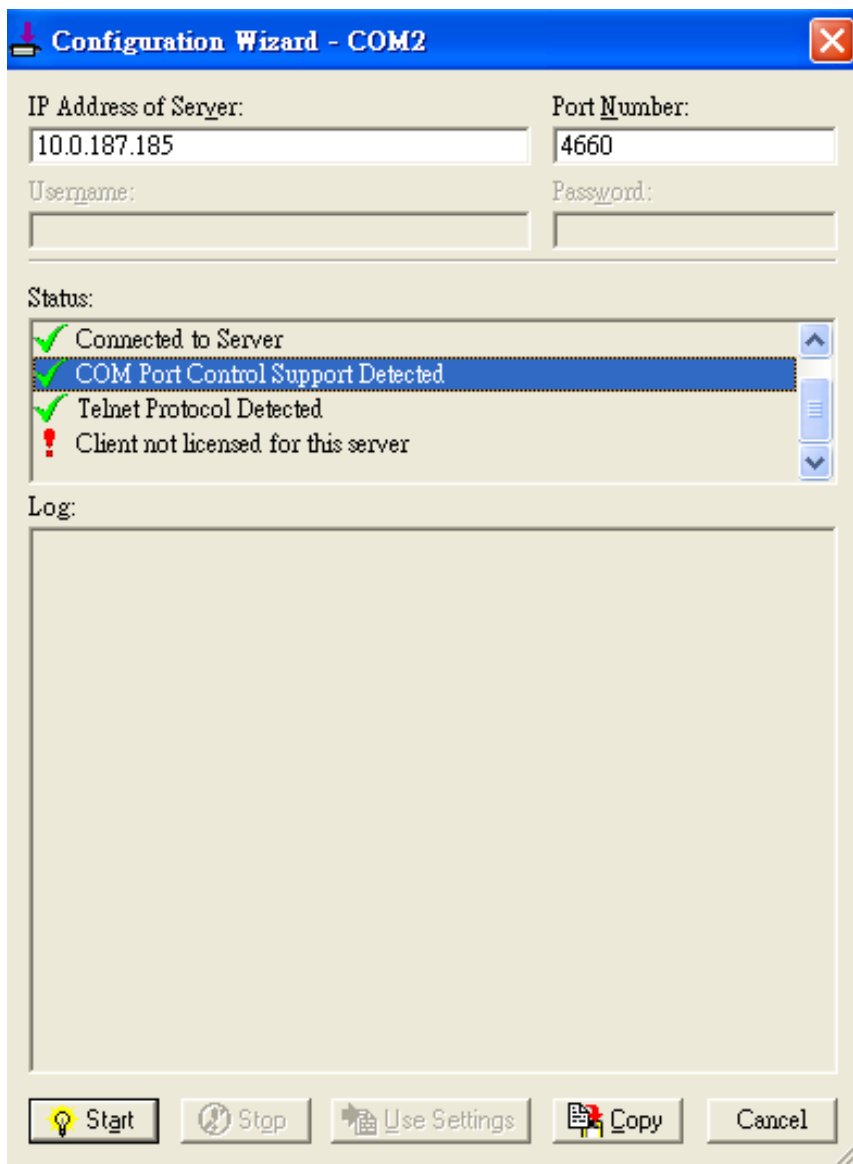 Configuration Wizard - COM2
IP Address of Server: Port Number:
10.0.187.185 4660
Username: Password:
Status:
Connected to Server
COM Port Control Support Detected
Telnet Protocol Detected
Client not licensed for this server
Log:
Start Stop Use Settings Copy Cancel